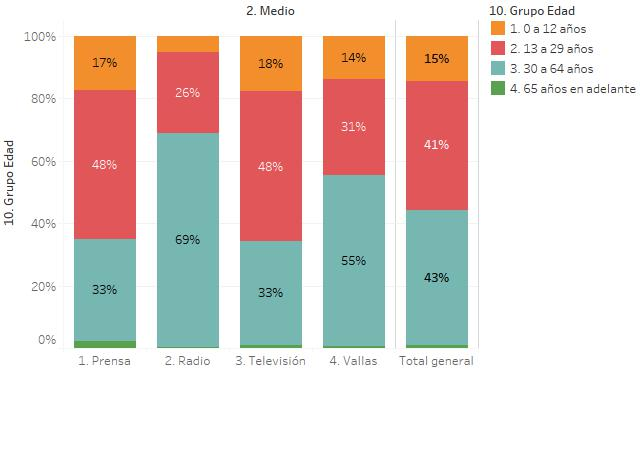 2. Medio
10. Grupo Edad
1. 0 a 12 años
2. 13 a 29 años
3. 30 a 64 años
4. 65 años en adelante
10. Grupo Edad
100%
80%
60%
40%
20%
0%
17%
48%
33%
26%
69%
18%
48%
33%
14%
31%
55%
15%
41%
43%
1. Prensa
2. Radio
3. Televisión
4. Vallas
Total general